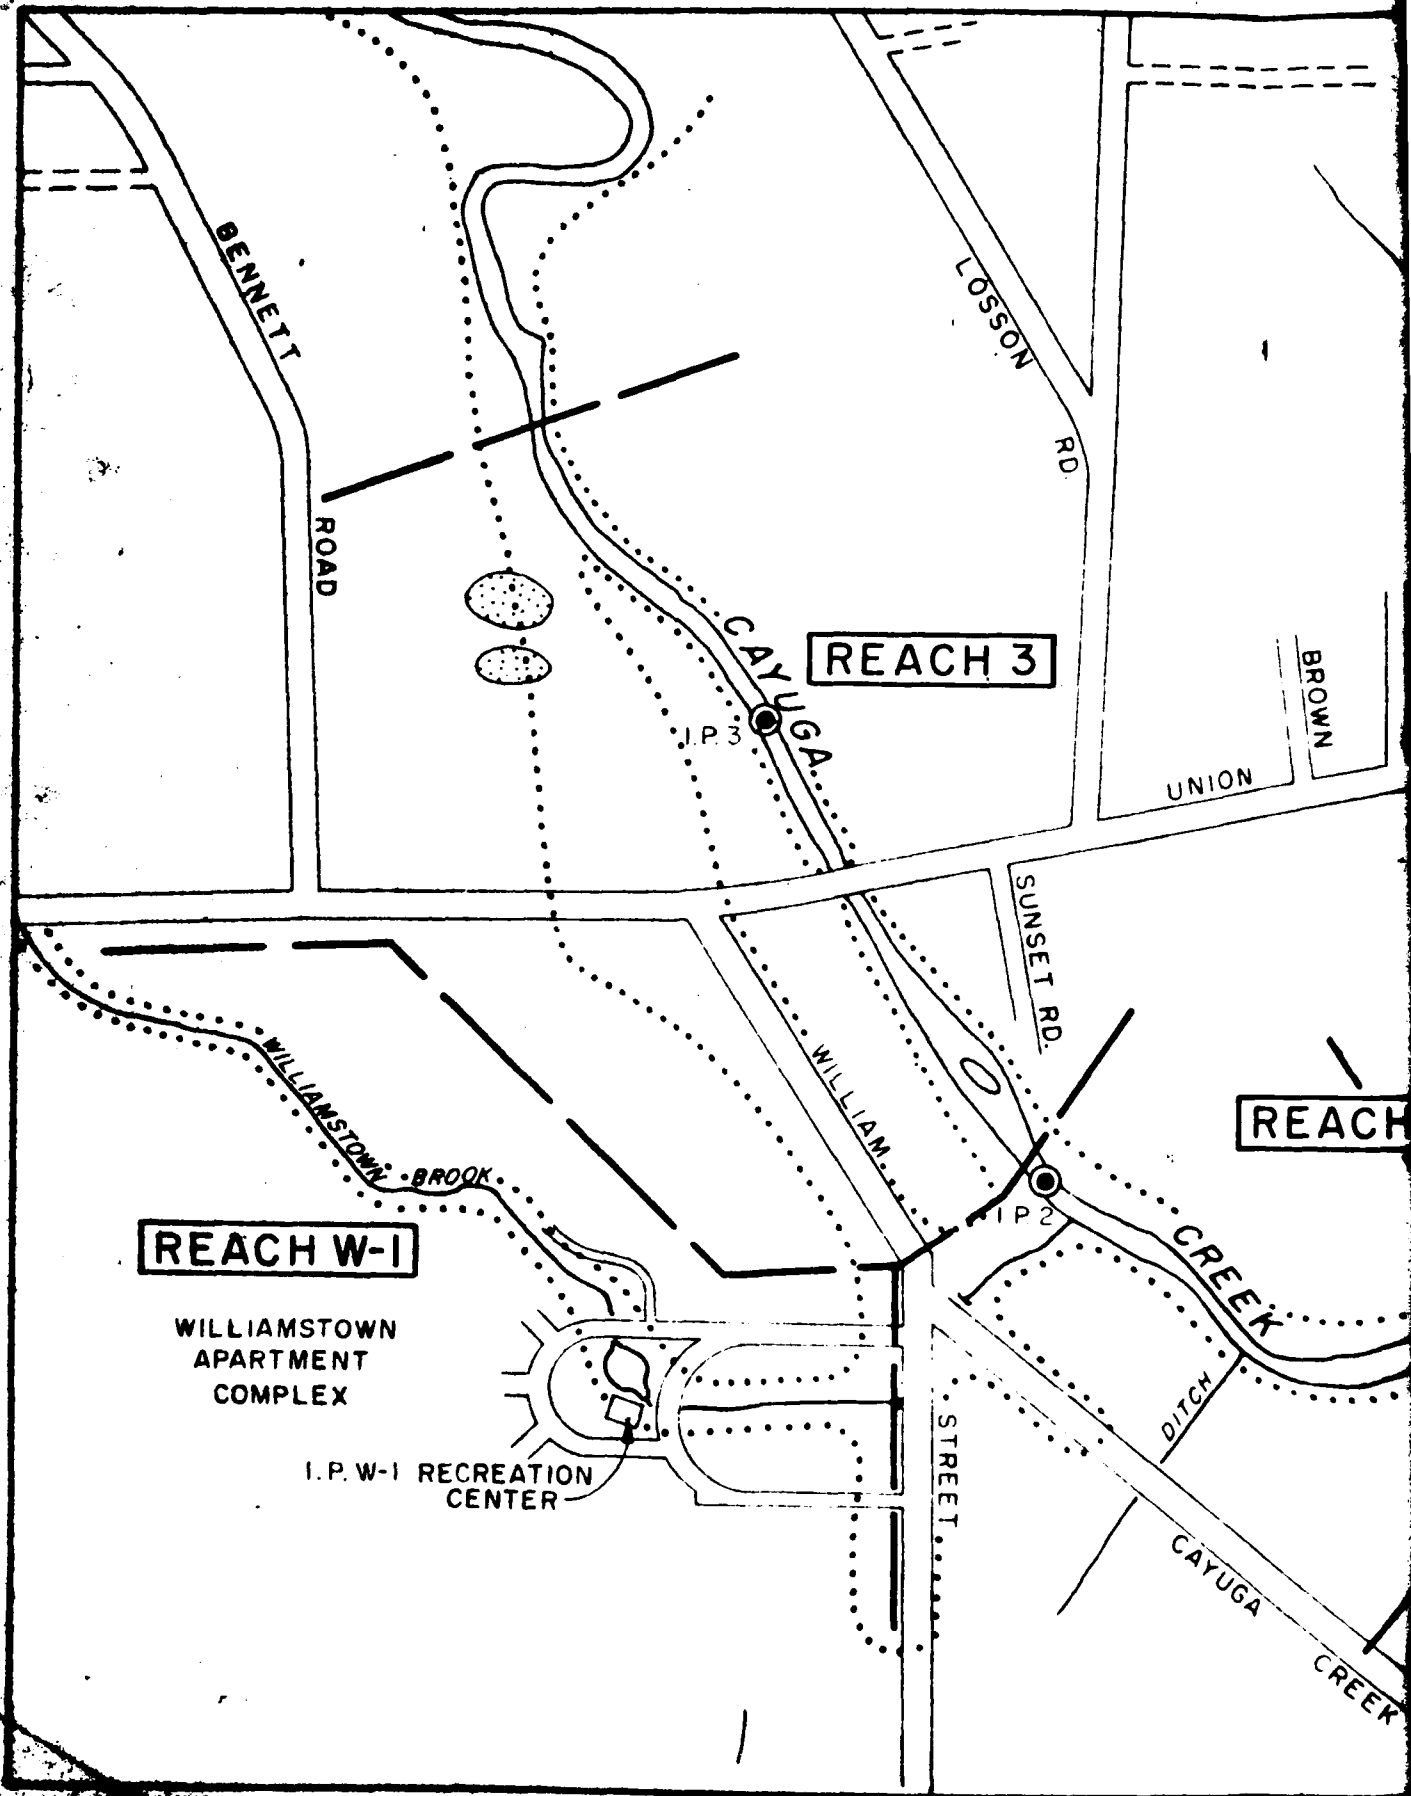 BENNETT
ROAD
LOSSON
RD.
CAYUGA
REACH 3
I.P. 3
BROWN
UNION
SUNSET RD.
WILLIAMSTOWN BROOK
WILLIAM
REACH
I P 2
REACH W-1
CREEK
WILLIAMSTOWN
APARTMENT
COMPLEX
DITCH
I.P. W-1 RECREATION
CENTER
STREET
CAYUGA
CREEK